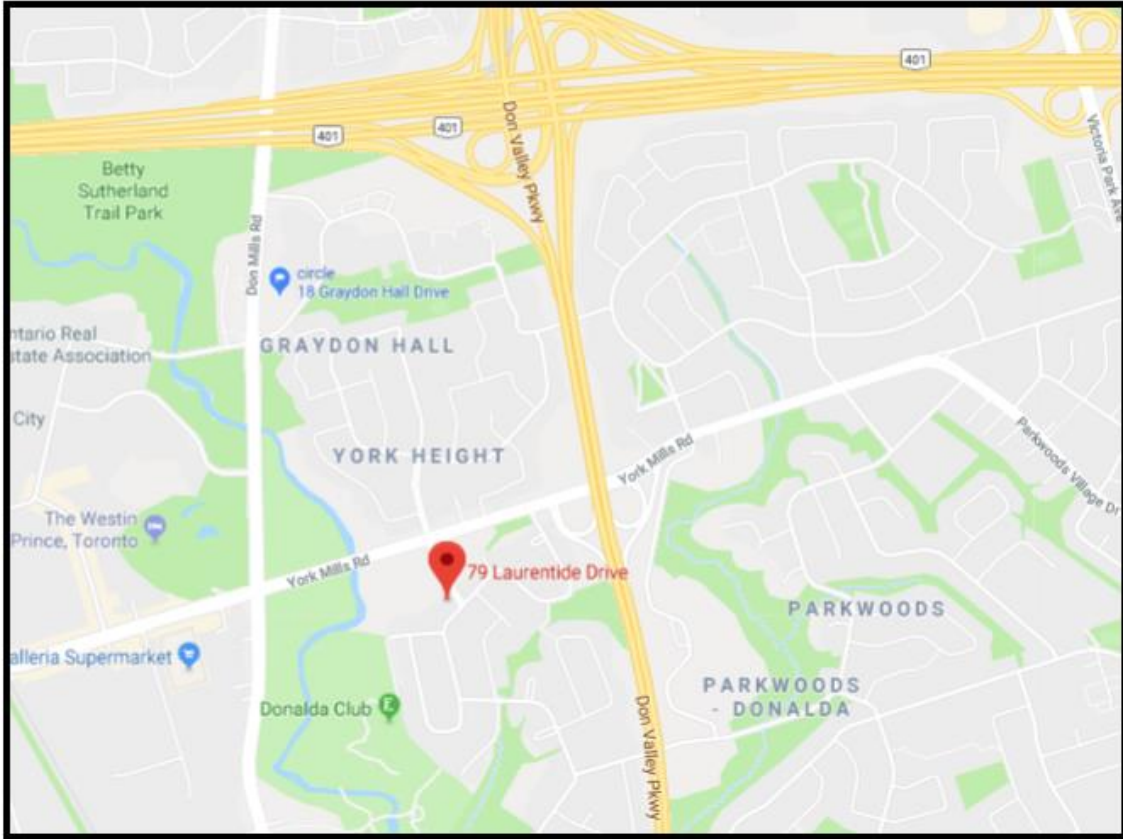 401
401
401
Don Valley Pkwy
Victoria Park Ave
Betty
Sutherland
Trail Park
Don Mills Rd
circle
18 Graydon Hall Drive
ntario Real
state Association
GRAYDON HALL
City
YORK HEIGHT
York Mills Rd
Parkwoods Village Dr
The Westin
Prince, Toronto
York Mills Rd
79 Laurentide Drive
PARKWOODS
alleria Supermarket
PARKWOODS
- DONALDA
Donalda Club
Don Valley Pkwy